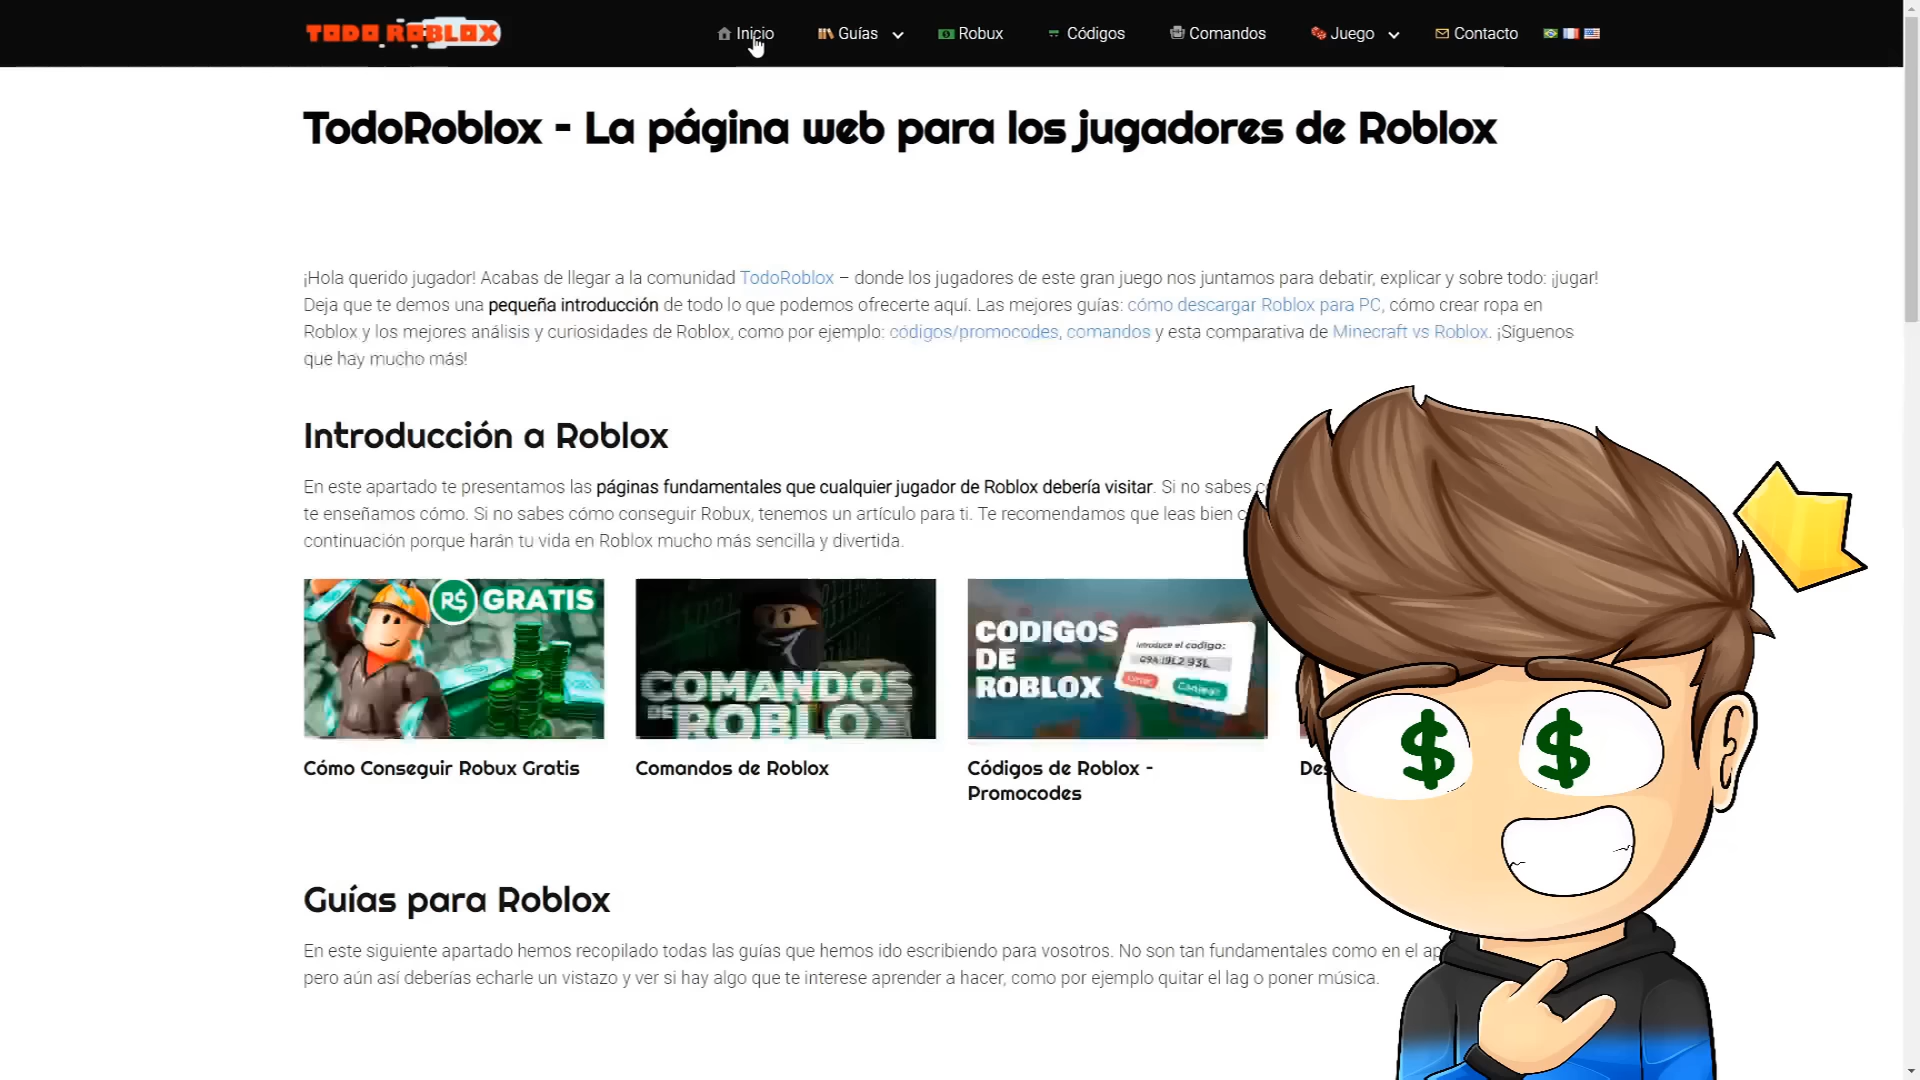 TODO ROBLOX
Inicio
Guías
Robux
Códigos
Comandos
Juego
Contacto
TodoRoblox - La página web para los jugadores de Roblox
¡Hola querido jugador! Acabas de llegar a la comunidad TodoRoblox – donde los jugadores de este gran juego nos juntamos para debatir, explicar y sobre todo: ¡jugar!
Deja que te demos una pequeña introducción de todo lo que podemos ofrecerte aquí. Las mejores guías: cómo descargar Roblox para PC, cómo crear ropa en
Roblox y los mejores análisis y curiosidades de Roblox, como por ejemplo: códigos/promocodes, comandos y esta comparativa de Minecraft vs Roblox. ¡Síguenos
que hay mucho más!
Introducción a Roblox
En este apartado te presentamos las páginas fundamentales que cualquier jugador de Roblox debería visitar. Si no sabes
te enseñamos cómo. Si no sabes cómo conseguir Robux, tenemos un artículo para ti. Te recomendamos que leas bien
continuación porque harán tu vida en Roblox mucho más sencilla y divertida.
R$ GRATIS
COMANDOS
DE ROBLOX
CODIGOS
DE
ROBLOX
Introduce el codigo:
Cómo Conseguir Robux Gratis
Comandos de Roblox
Códigos de Roblox -
Promocodes
Des
$ $
Guías para Roblox
En este siguiente apartado hemos recopilado todas las guías que hemos ido escribiendo para vosotros. No son tan fundamentales como en el ap
pero aún así deberías echarle un vistazo y ver si hay algo que te interese aprender a hacer, como por ejemplo quitar el lag o poner música.